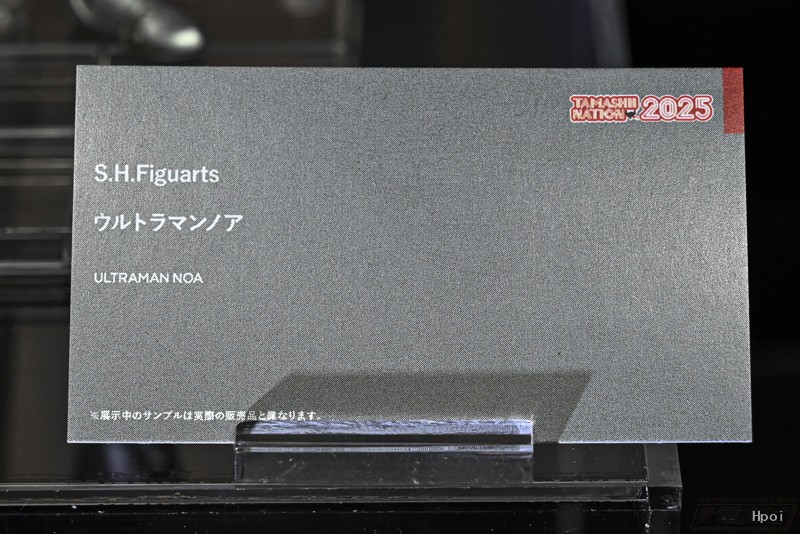 TAMASHII
NATION 2025
S.H.Figuarts
ウルトラマンノア
ULTRAMAN NOA
※展示中のサンプルは実際の販売品と異なります。
Hpoi